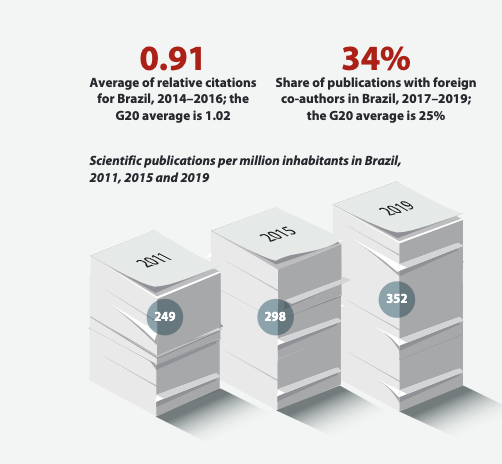 0.91
Average of relative citations
for Brazil, 2014–2016; the
G20 average is 1.02
34%
Share of publications with foreign
co-authors in Brazil, 2017–2019;
the G20 average is 25%
Scientific publications per million inhabitants in Brazil,
2011, 2015 and 2019
2011
2015
2019
249
298
352